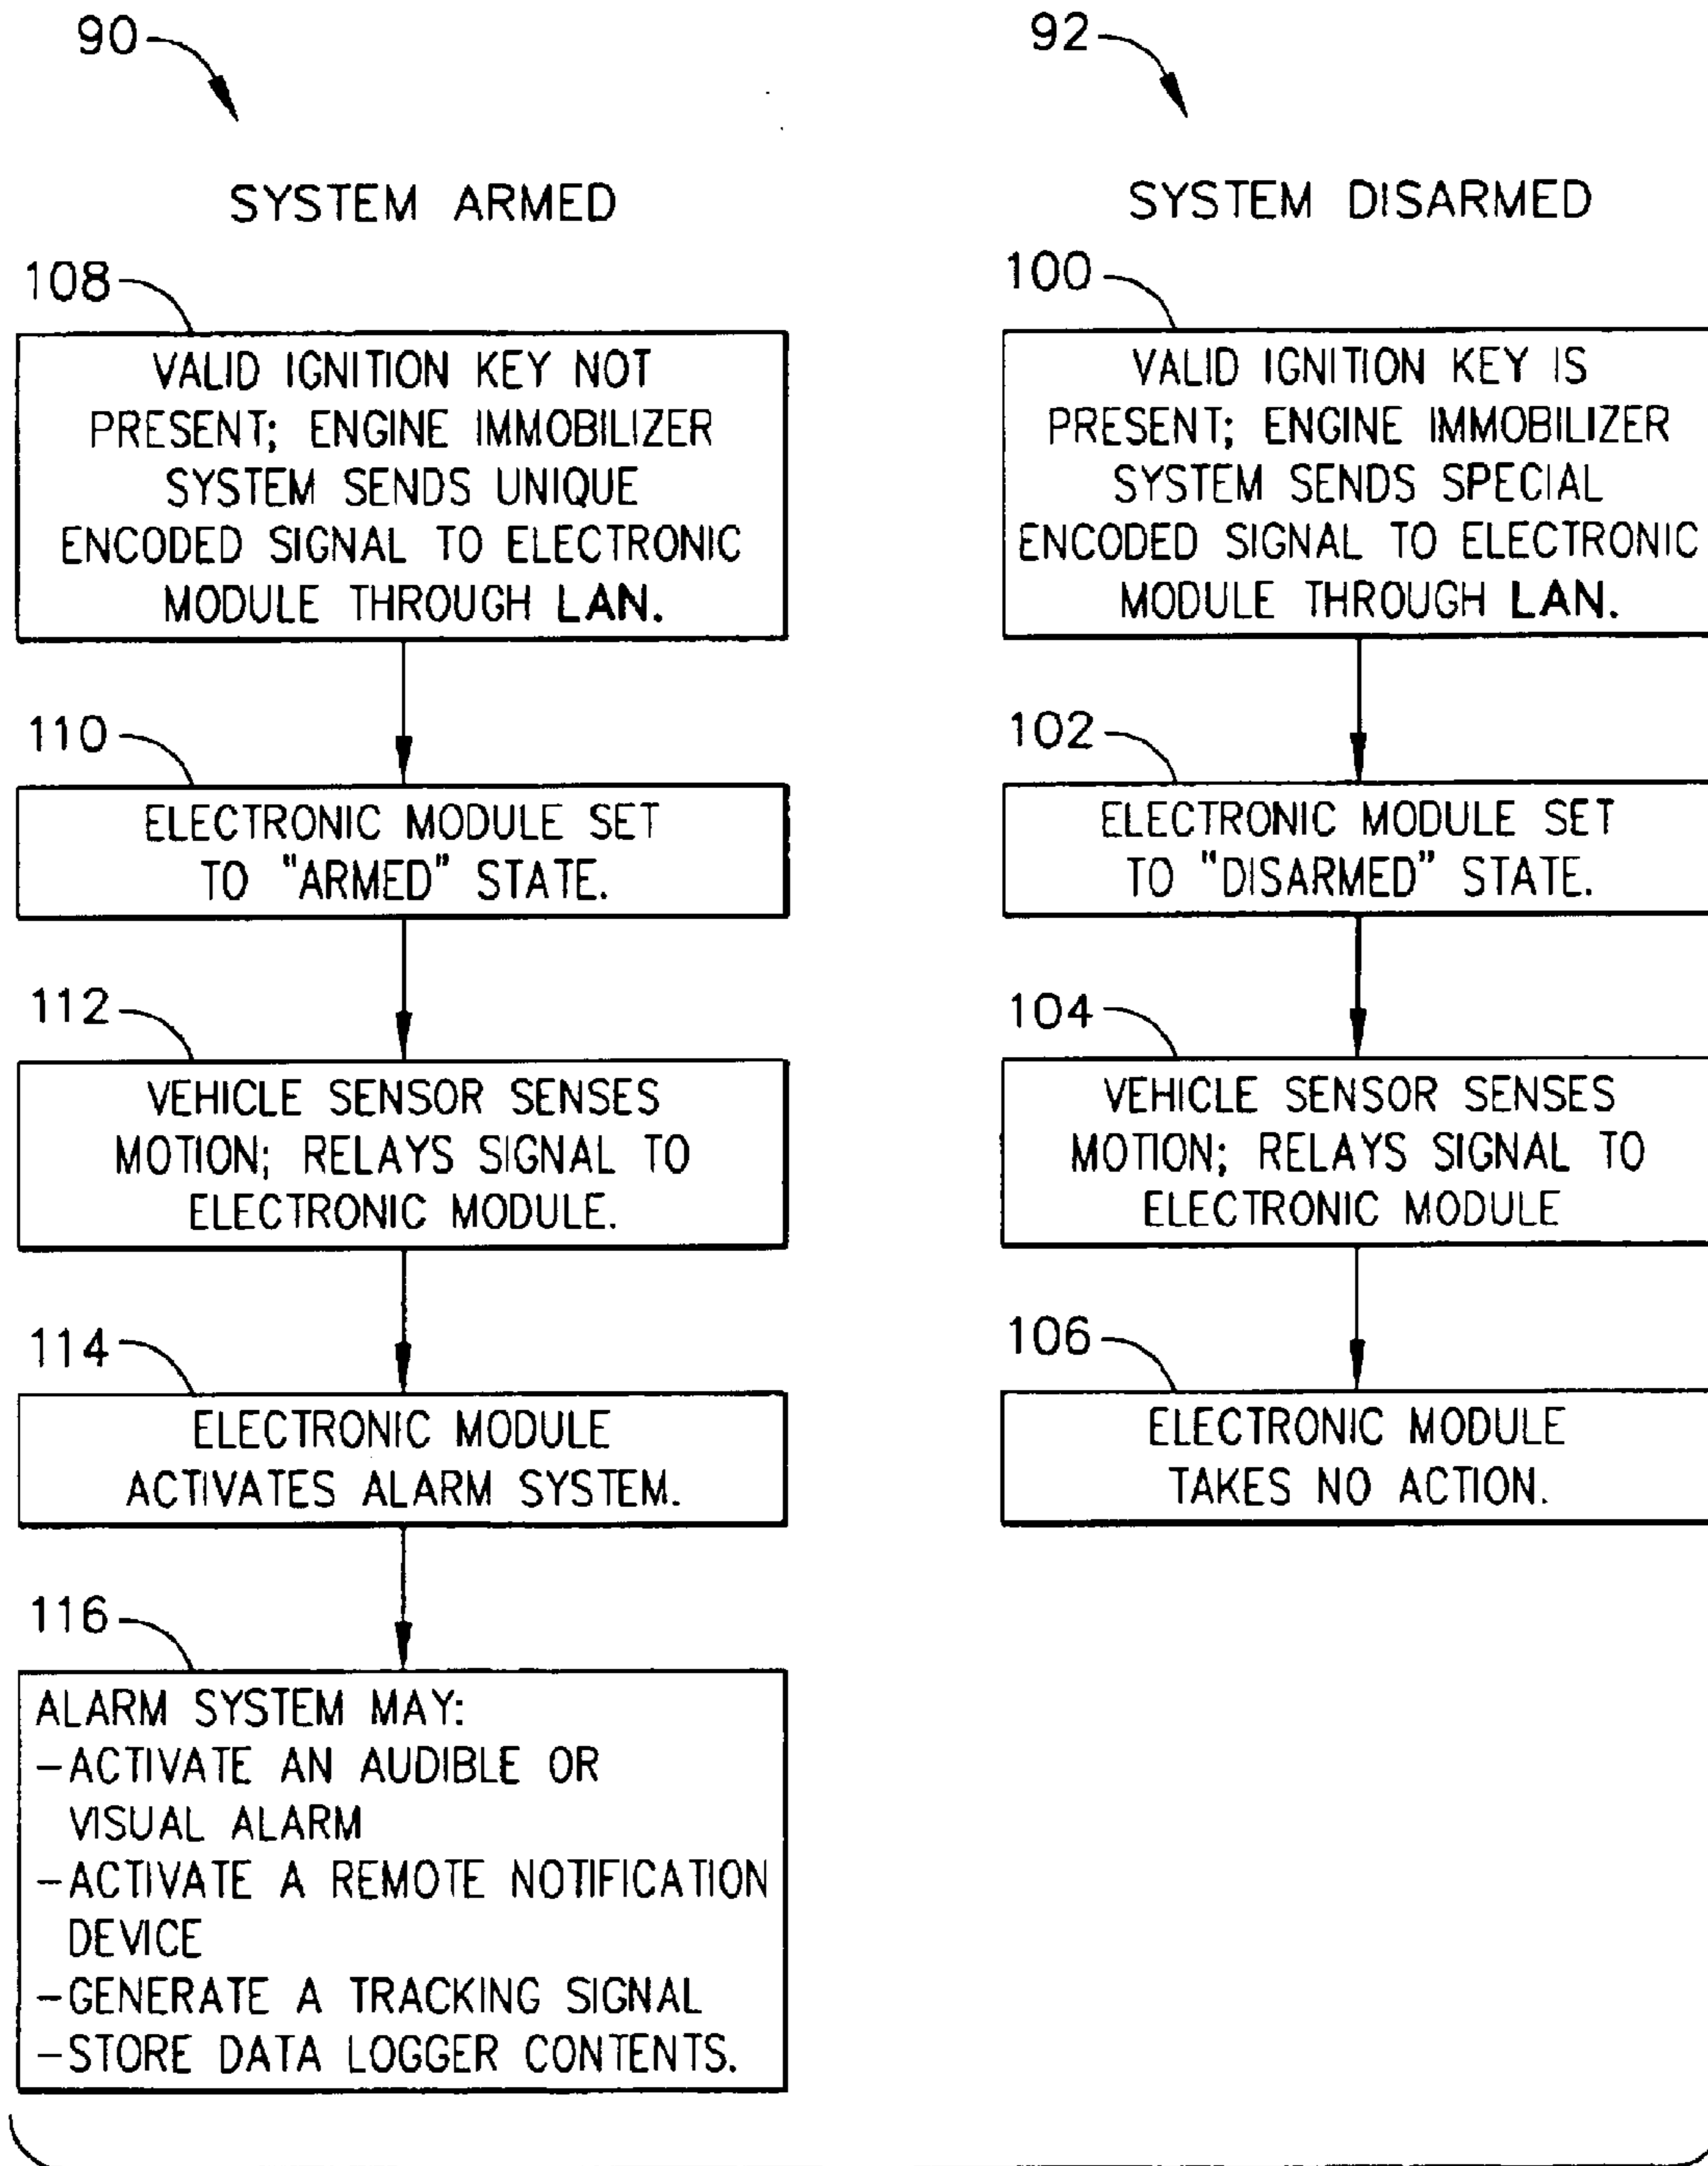 90
SYSTEM ARMED
108
VALID IGNITION KEY NOT
PRESENT; ENGINE IMMOBILIZER
SYSTEM SENDS UNIQUE
ENCODED SIGNAL TO ELECTRONIC
MODULE THROUGH LAN.
110
ELECTRONIC MODULE SET
TO "ARMED" STATE.
112
VEHICLE SENSOR SENSES
MOTION; RELAYS SIGNAL TO
ELECTRONIC MODULE.
114
ELECTRONIC MODULE
ACTIVATES ALARM SYSTEM.
116
ALARM SYSTEM MAY:
-ACTIVATE AN AUDIBLE OR
VISUAL ALARM
-ACTIVATE A REMOTE NOTIFICATION
DEVICE
-GENERATE A TRACKING SIGNAL
-STORE DATA LOGGER CONTENTS.
92
SYSTEM DISARMED
100
VALID IGNITION KEY IS
PRESENT; ENGINE IMMOBILIZER
SYSTEM SENDS SPECIAL
ENCODED SIGNAL TO ELECTRONIC
MODULE THROUGH LAN.
102
ELECTRONIC MODULE SET
TO "DISARMED" STATE.
104
VEHICLE SENSOR SENSES
MOTION; RELAYS SIGNAL TO
ELECTRONIC MODULE
106
ELECTRONIC MODULE
TAKES NO ACTION.